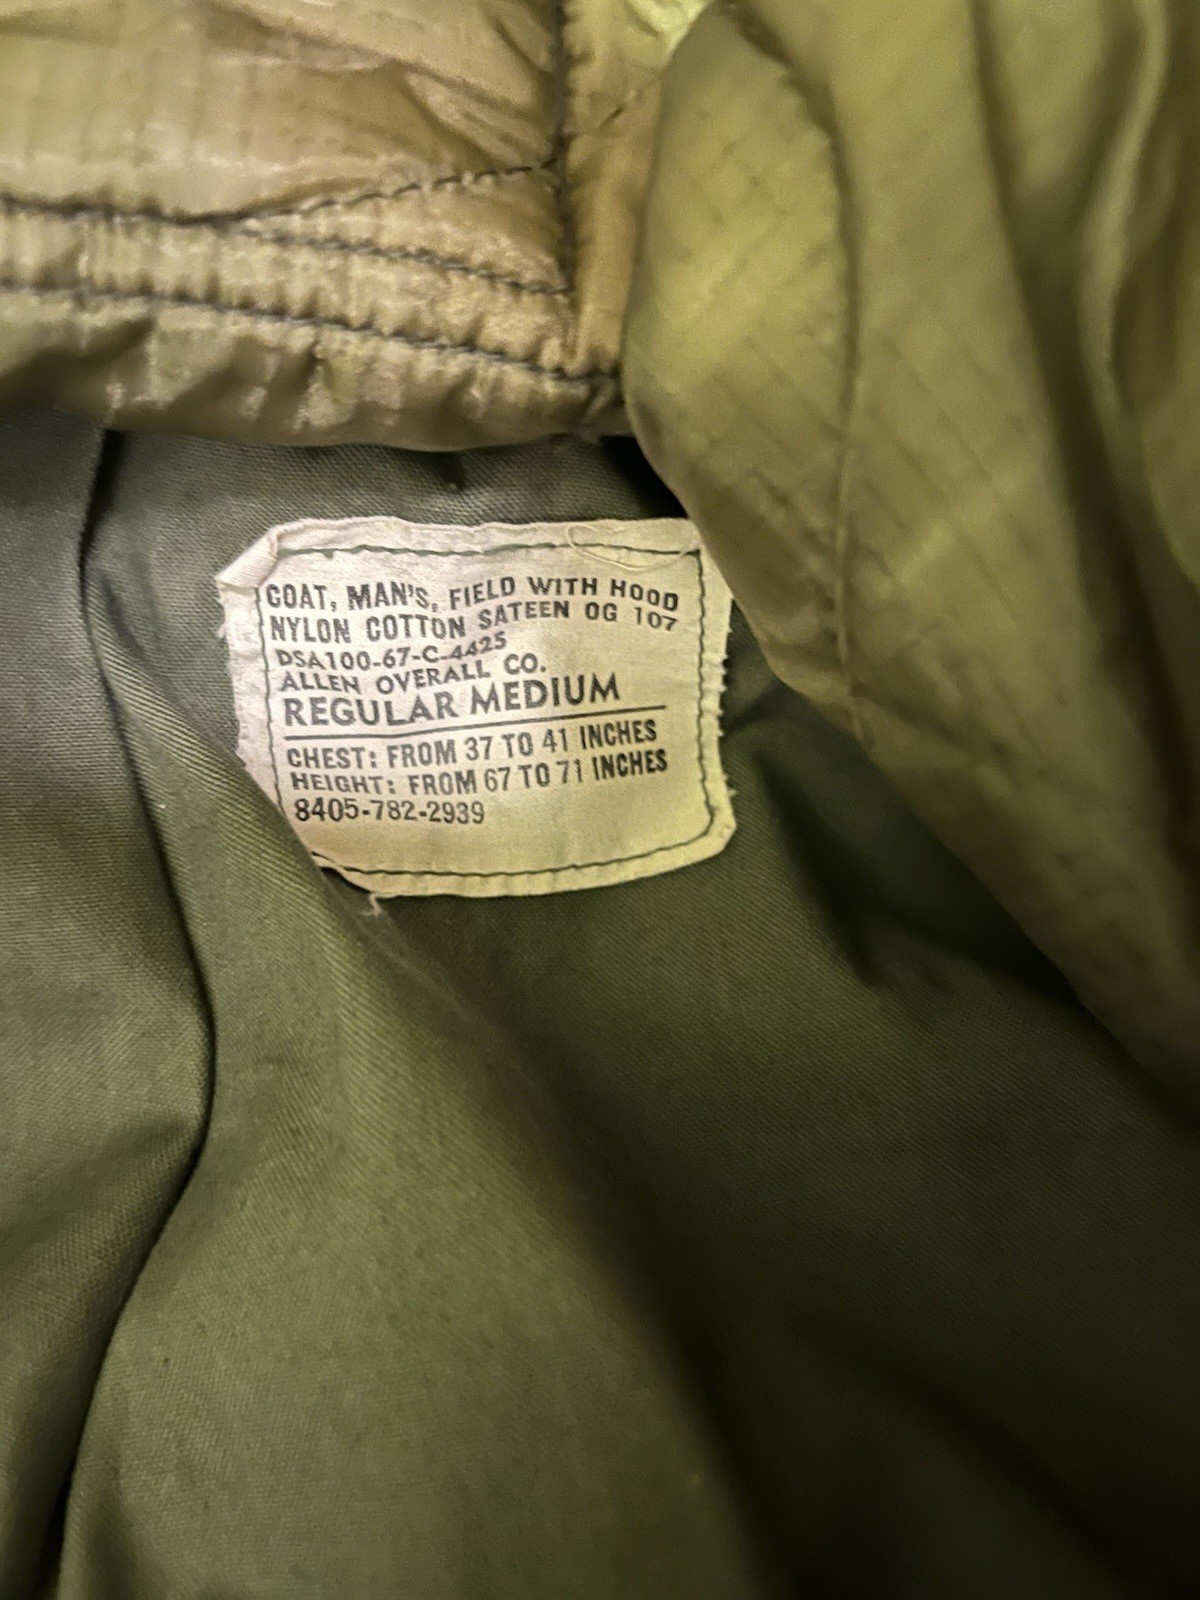 COAT, MAN'S, FIELD WITH HOOD
NYLON COTTON SATEEN OG 107
DSA100-67-C-4425
ALLEN OVERALL CO.
REGULAR MEDIUM
CHEST: FROM 37 TO 41 INCHES
HEIGHT: FROM 67 TO 71 INCHES
8405-782-2939